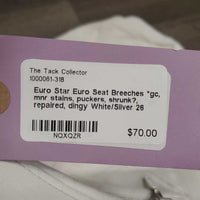 The Tack Collector
1000061-318
Euro Star Euro Seat Breeches *gc,
mnr stains, puckers, shrunk?,
repaired, dingy White/Silver 26
NQXQZR
$70.00